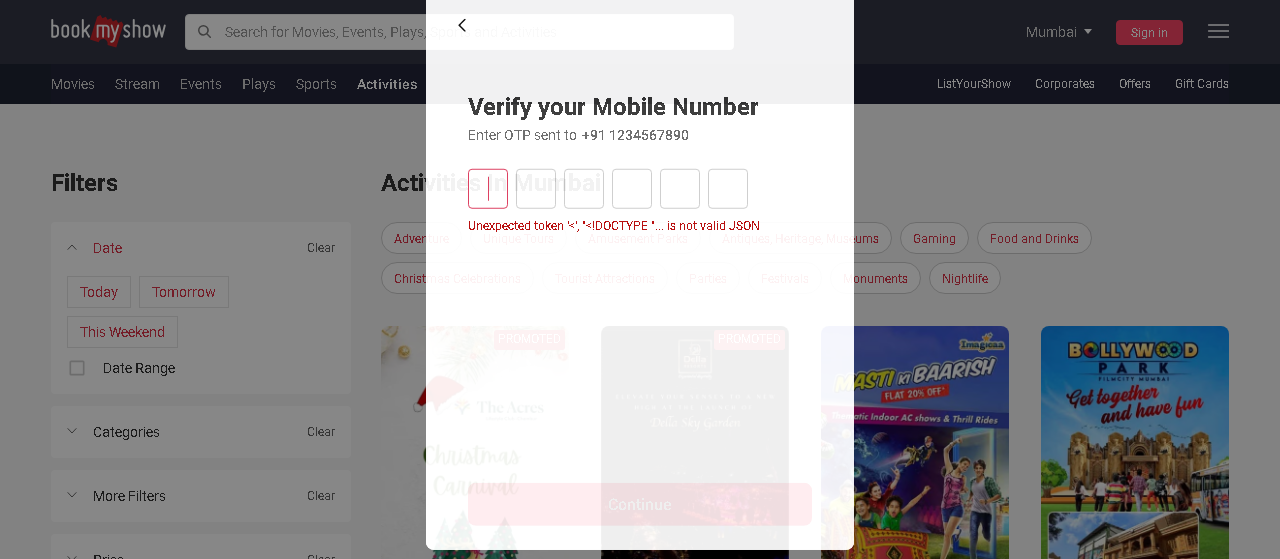 book my show
Search for Movies, Events, Plays, Sports and Activities
Mumbai
Sign in
Movies
Stream
Events
Plays
Sports
Activities
ListYourShow
Corporates
Offers
Gift Cards
Verify your Mobile Number
Enter OTP sent to +91 1234567890
Unexpected token '<', "<!DOCTYPE "... is not valid JSON
Continue
Filters
Date
Clear
Today
Tomorrow
This Weekend
Date Range
Categories
Clear
More Filters
Clear
Price
Clear
Activities in Mumbai
Adventure
Unique Tours
Amusement Parks
Antiques, Heritage, Museums
Gaming
Food and Drinks
Christmas Celebrations
Tourist Attractions
Parties
Festivals
Monuments
Nightlife
PROMOTED
The Acres
Christmas
Carnival
PROMOTED
Della Sky Garden
Imagicaa
MASTI KI BAARISH
FLAT 20% OFF*
Thematic Indoor AC shows & Thrill Rides
BOLLYWOOD
PARK
FILMCITY MUMBAI
Get together
and have fun